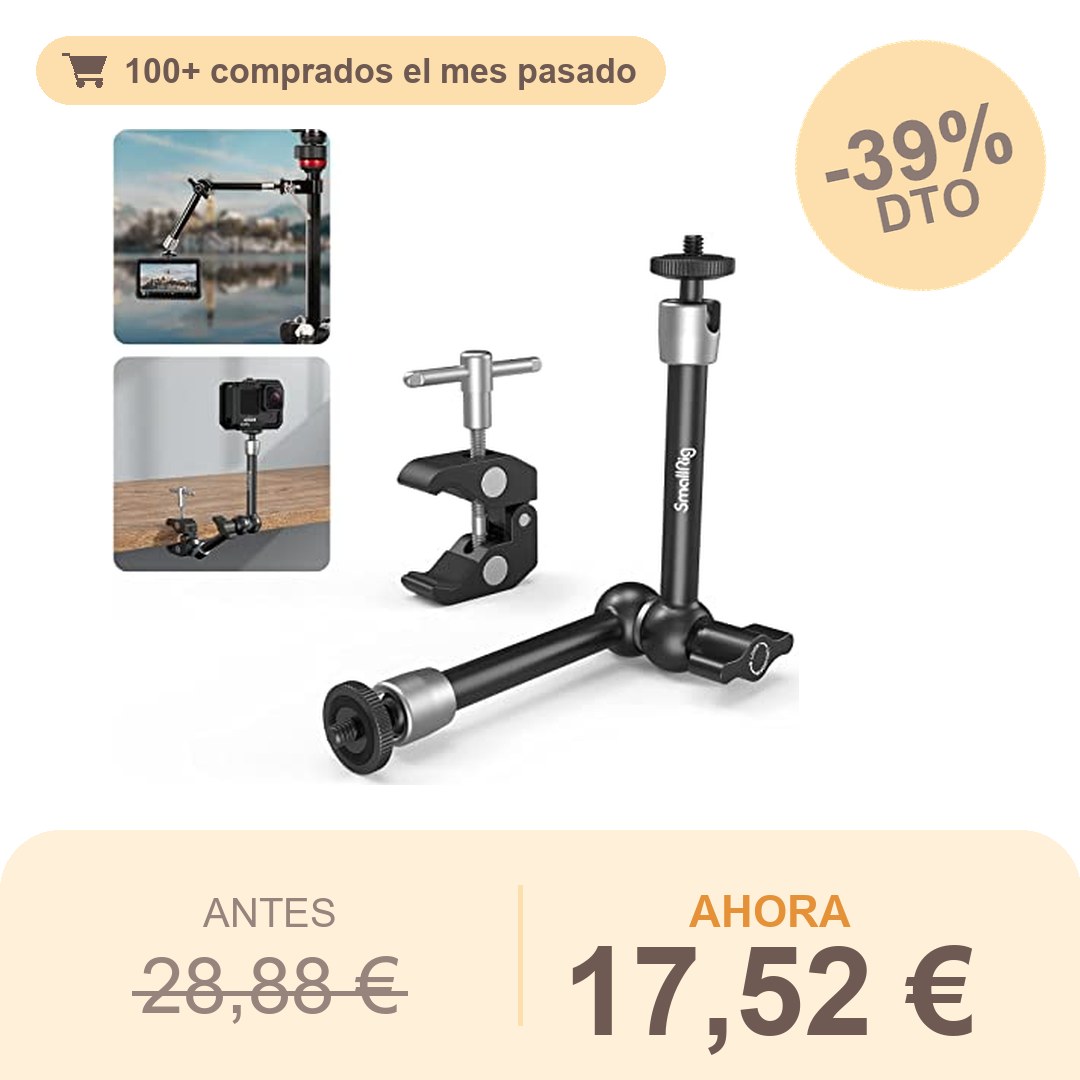 100+ comprados el mes pasado
-39%
DTO
SmallRig
ANTES
28,88 €
AHORA
17,52 €